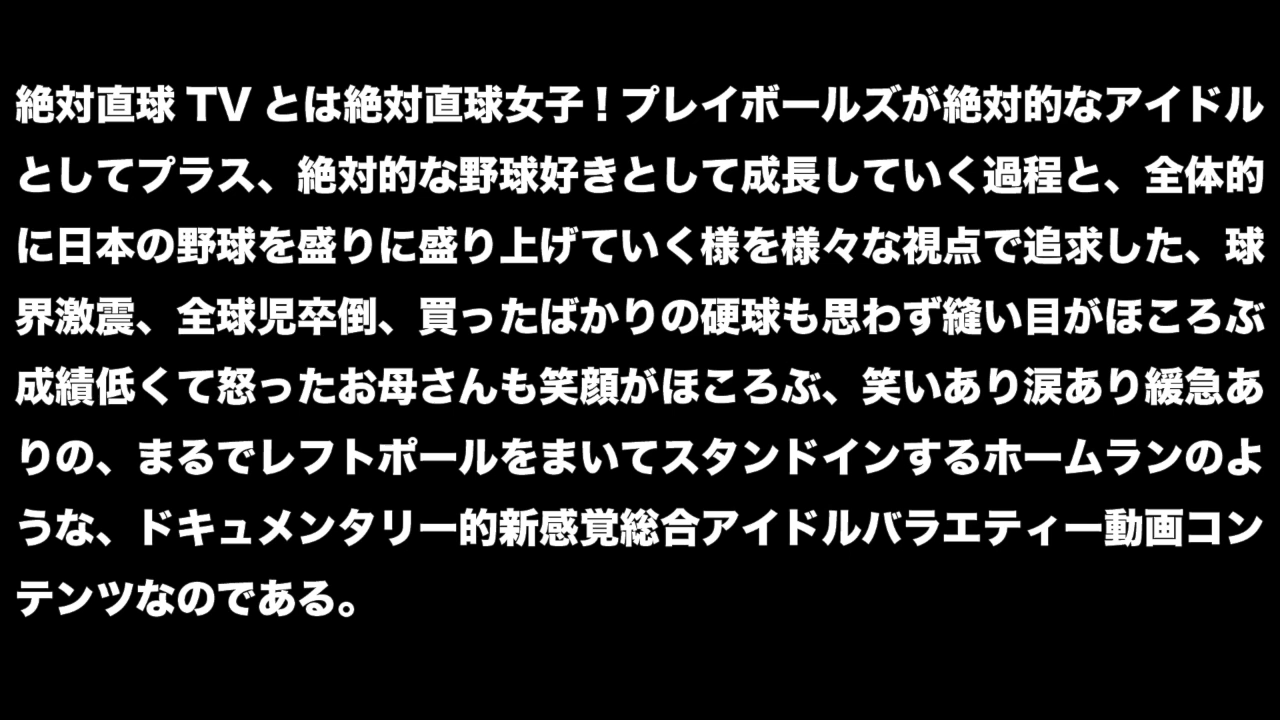 絶対直球TVとは絶対直球女子！プレイボールズが絶対的なアイドル
としてプラス、絶対的な野球好きとして成長していく過程と、全体的
に日本の野球を盛りに盛り上げていく様を様々な視点で追求した、球
界激震、全球児卒倒、買ったばかりの硬球も思わず縫い目がほころぶ
成績低くて怒ったお母さんも笑顔がほころぶ、笑いあり涙あり緩急あ
りの、まるでレフトポールをまいてスタンドインするホームランのよ
うな、ドキュメンタリー的新感覚総合アイドルバラエティー動画コン
テンツなのである。